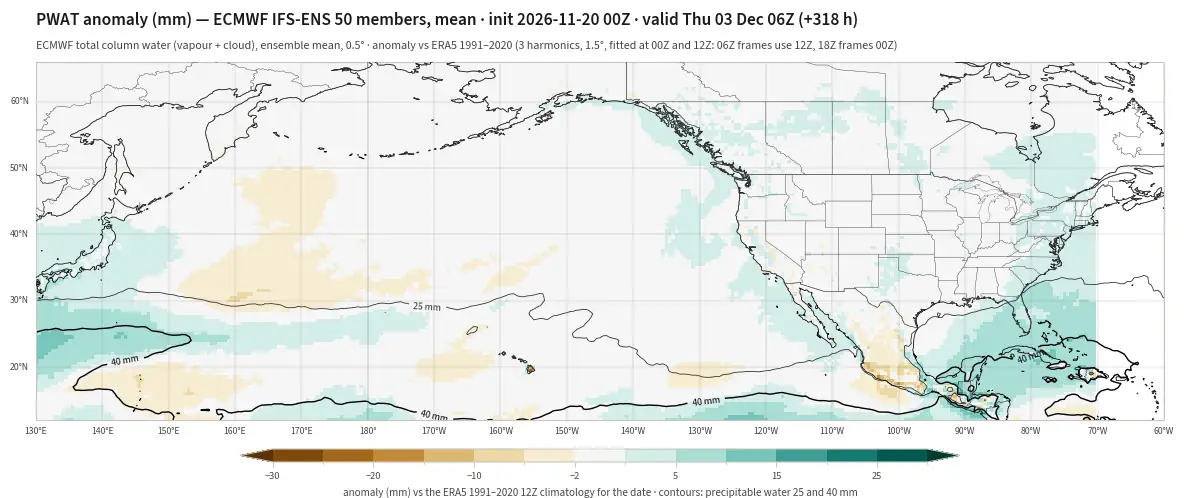 PWAT anomaly (mm) — ECMWF IFS-ENS 50 members, mean · init 2026-11-20 00Z · valid Thu 03 Dec 06Z (+318 h)
ECMWF total column water (vapour + cloud), ensemble mean, 0.5° · anomaly vs ERA5 1991–2020 (3 harmonics, 1.5°, fitted at 00Z and 12Z: 06Z frames use 12Z, 18Z frames 00Z)
60°N
50°N
40°N
30°N
25 mm
20°N
40 mm
40 mm
40 mm
40 mm
130°E 140°E 150°E 160°E 170°E 180° 170°W 160°W 150°W 140°W 130°W 120°W 110°W 100°W 90°W 80°W 70°W 60°W
−30 −20 −10 −2 5 15 25
anomaly (mm) vs the ERA5 1991–2020 12Z climatology for the date · contours: precipitable water 25 and 40 mm